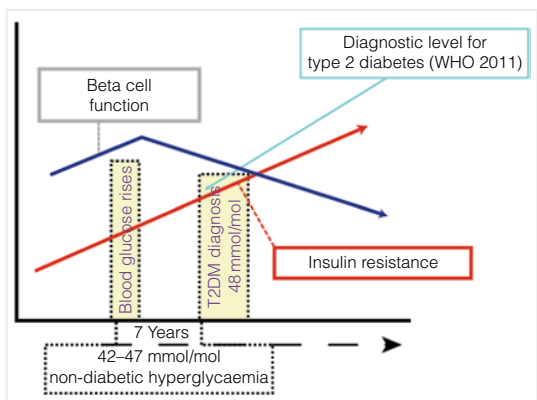 Diagnostic level for
type 2 diabetes (WHO 2011)
Beta cell
function
Blood glucose rises
T2DM diagnosis
48 mmol/mol
Insulin resistance
7 Years
42–47 mmol/mol
non-diabetic hyperglycaemia